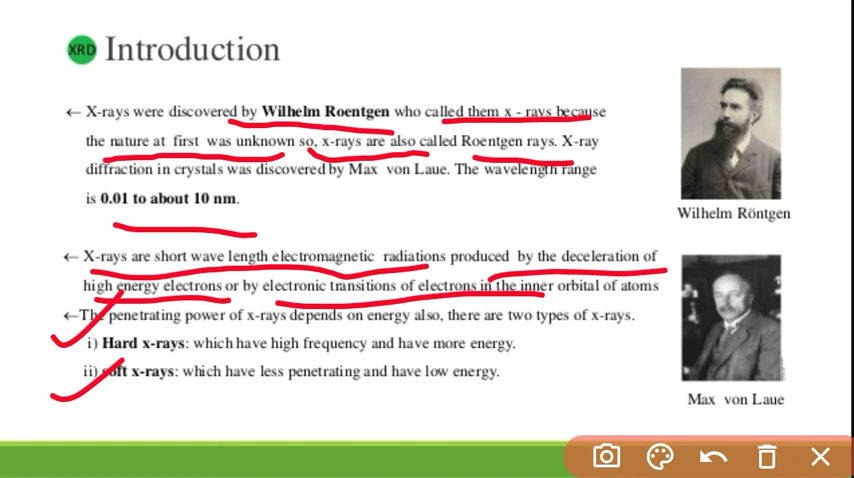 XRD Introduction
← X-rays were discovered by Wilhelm Roentgen who called them x - rays because
the nature at first was unknown so, x-rays are also called Roentgen rays. X-ray
diffraction in crystals was discovered by Max von Laue. The wavelength range
is 0.01 to about 10 nm.
Wilhelm Röntgen
← X-rays are short wave length electromagnetic radiations produced by the deceleration of
high energy electrons or by electronic transitions of electrons in the inner orbital of atoms
←The penetrating power of x-rays depends on energy also, there are two types of x-rays.
i) Hard x-rays: which have high frequency and have more energy.
ii) soft x-rays: which have less penetrating and have low energy.
Max von Laue